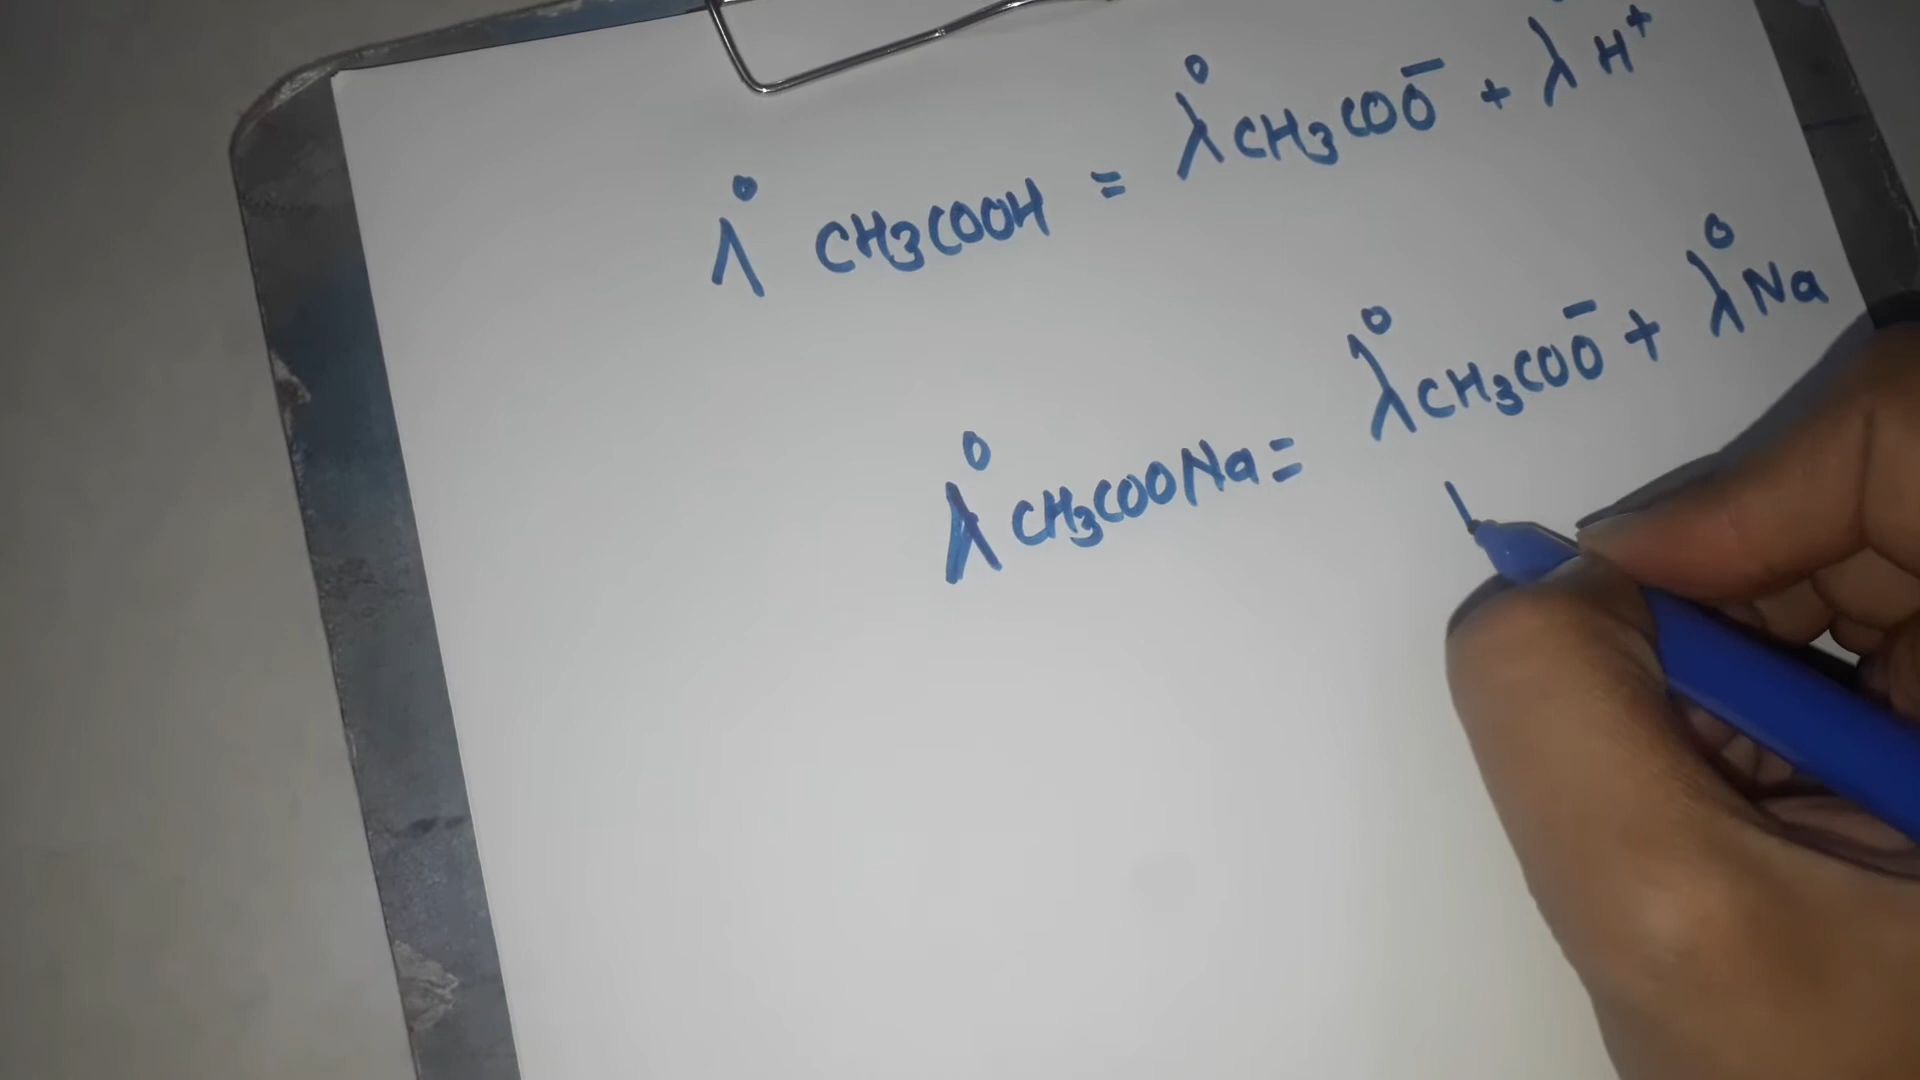 λ° CH3COOH = λ° CH3COO⁻ + λ° H⁺
λ° CH3COONa = λ° CH3COO⁻ + λ° Na